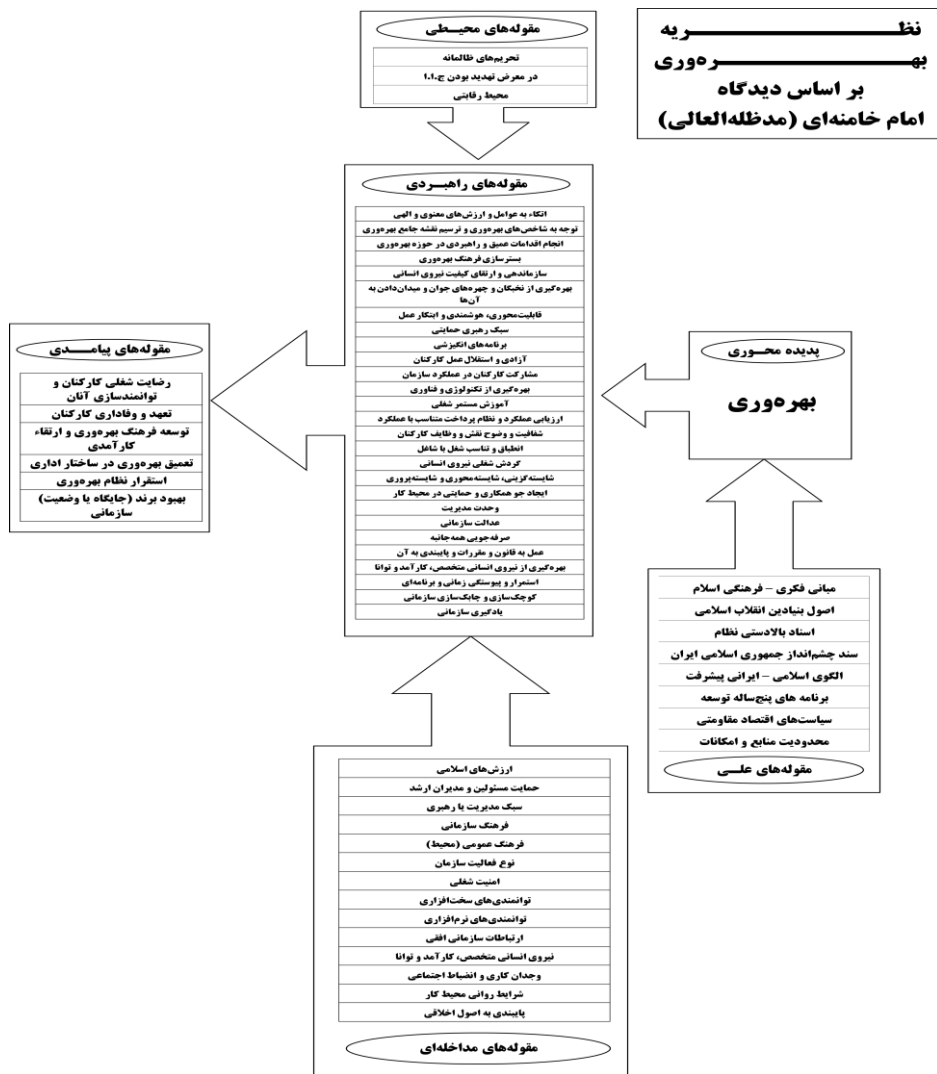 نظریه
بهره‌وری
بر اساس دیدگاه
امام خامنه‌ای (مدظله‌العالی)
مقوله‌های محیطی
تحریم‌های ظالمانه
در معرض تهدید بودن ج.ا.ا
محیط رقابتی
مقوله‌های راهبردی
اتکاء به عوامل و ارزش‌های معنوی و الهی
توجه به شاخص‌های بهره‌وری و ترسیم نقشه جامع بهره‌وری
انجام اقدامات عمیق و راهبردی در حوزه بهره‌وری
بسترسازی فرهنگ بهره‌وری
سازماندهی و ارتقای کیفیت نیروی انسانی
بهره‌گیری از نخبگان و چهره‌های جوان و میدان‌دادن به
آن‌ها
قابلیت‌محوری، هوشمندی و ابتکار عمل
سبک رهبری حمایتی
برنامه‌های انگیزشی
آزادی و استقلال عمل کارکنان
مشارکت کارکنان در عملکرد سازمان
بهره‌گیری از تکنولوژی و فناوری
آموزش مستمر شغلی
ارزیابی عملکرد و نظام پرداخت متناسب با عملکرد
شفافیت و وضوح نقش و وظایف کارکنان
انطباق و تناسب شغل با شاغل
گردش شغلی نیروی انسانی
شایسته‌گزینی، شایسته‌محوری و شایسته‌پروری
ایجاد جو همکاری و حمایتی در محیط کار
وحدت مدیریت
عدالت سازمانی
صرفه‌جویی همه‌جانبه
عمل به قانون و مقررات و پایبندی به آن
بهره‌گیری از نیروی انسانی متخصص، کارآمد و توانا
استمرار و پیوستگی زمانی و برنامه‌ای
کوچک‌سازی و چابک‌سازی سازمانی
یادگیری سازمانی
پدیده محوری
بهره‌وری
مقوله‌های پیامدی
رضایت شغلی کارکنان و
توانمندسازی آنان
تعهد و وفاداری کارکنان
توسعه فرهنگ بهره‌وری و ارتقاء
کارآمدی
تعمیق بهره‌وری در ساختار اداری
استقرار نظام بهره‌وری
بهبود برند (جایگاه یا وضعیت)
سازمانی
مبانی فکری – فرهنگی اسلام
اصول بنیادین انقلاب اسلامی
اسناد بالادستی نظام
سند چشم‌انداز جمهوری اسلامی ایران
الگوی اسلامی – ایرانی پیشرفت
برنامه های پنج‌ساله توسعه
سیاست‌های اقتصاد مقاومتی
محدودیت منابع و امکانات
مقوله‌های علی
ارزش‌های اسلامی
حمایت مسئولین و مدیران ارشد
سبک مدیریت یا رهبری
فرهنگ سازمانی
فرهنگ عمومی (محیط)
نوع فعالیت سازمان
امنیت شغلی
توانمندی‌های سخت‌افزاری
توانمندی‌های نرم‌افزاری
ارتباطات سازمانی افقی
نیروی انسانی متخصص، کارآمد و توانا
وجدان کاری و انضباط اجتماعی
شرایط روانی محیط کار
پایبندی به اصول اخلاقی
مقوله‌های مداخله‌ای